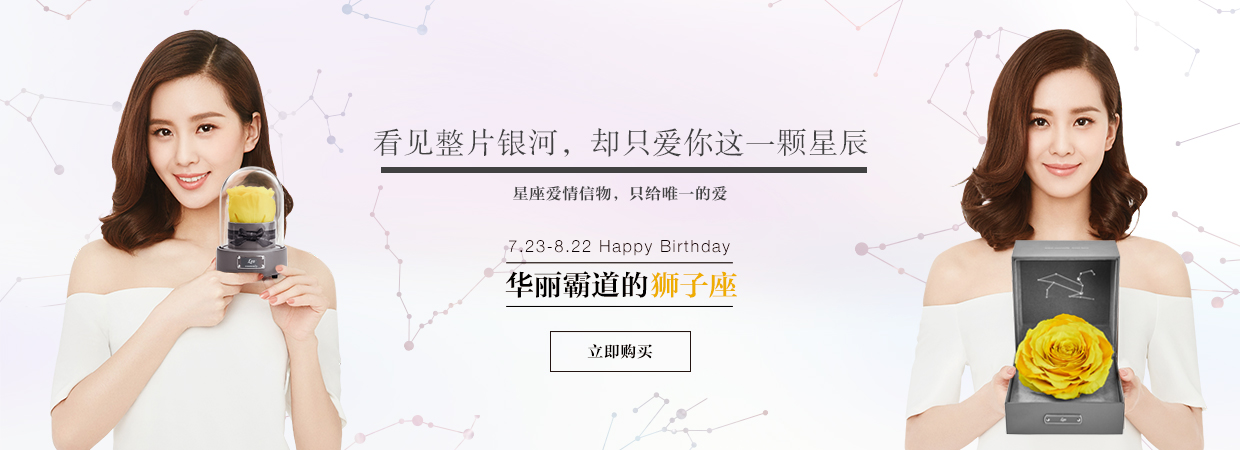 看见整片银河，却只爱你这一颗星辰
星座爱情信物，只给唯一的爱
7.23-8.22 Happy Birthday
华丽霸道的狮子座
立即购买
Leo